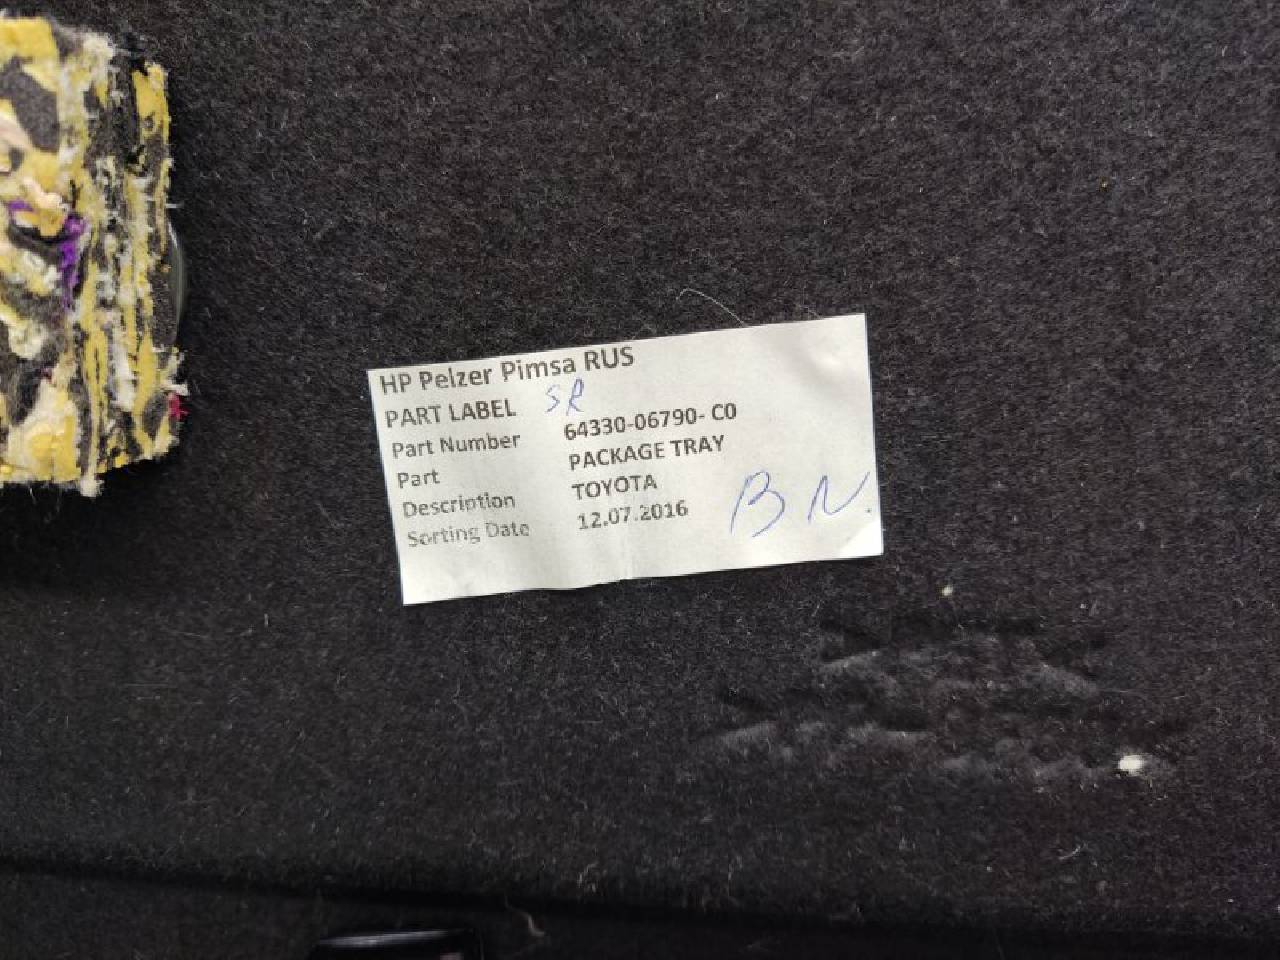 HP Pelzer Pimsa RUS
PART LABEL SR
Part Number 64330-06790- C0
Part PACKAGE TRAY
Description TOYOTA
Sorting Date 12.07.2016
BN.